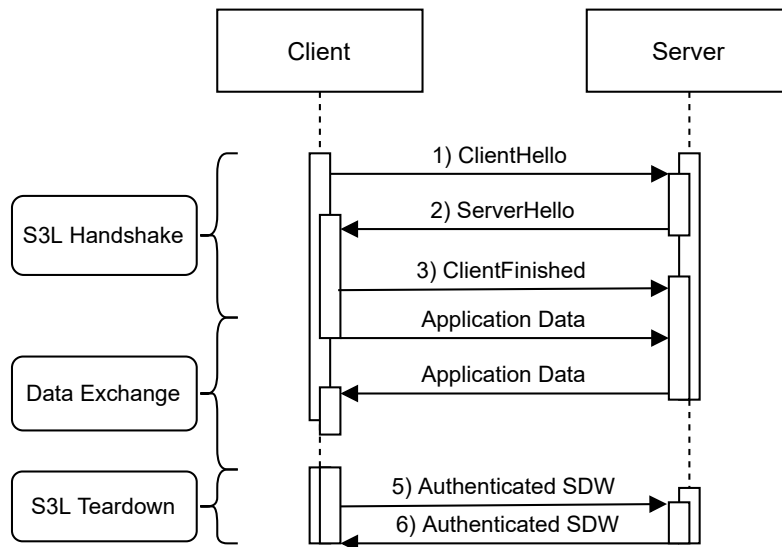 Client
Server
1) ClientHello
2) ServerHello
S3L Handshake
3) ClientFinished
Application Data
Application Data
Data Exchange
5) Authenticated SDW
S3L Teardown
6) Authenticated SDW